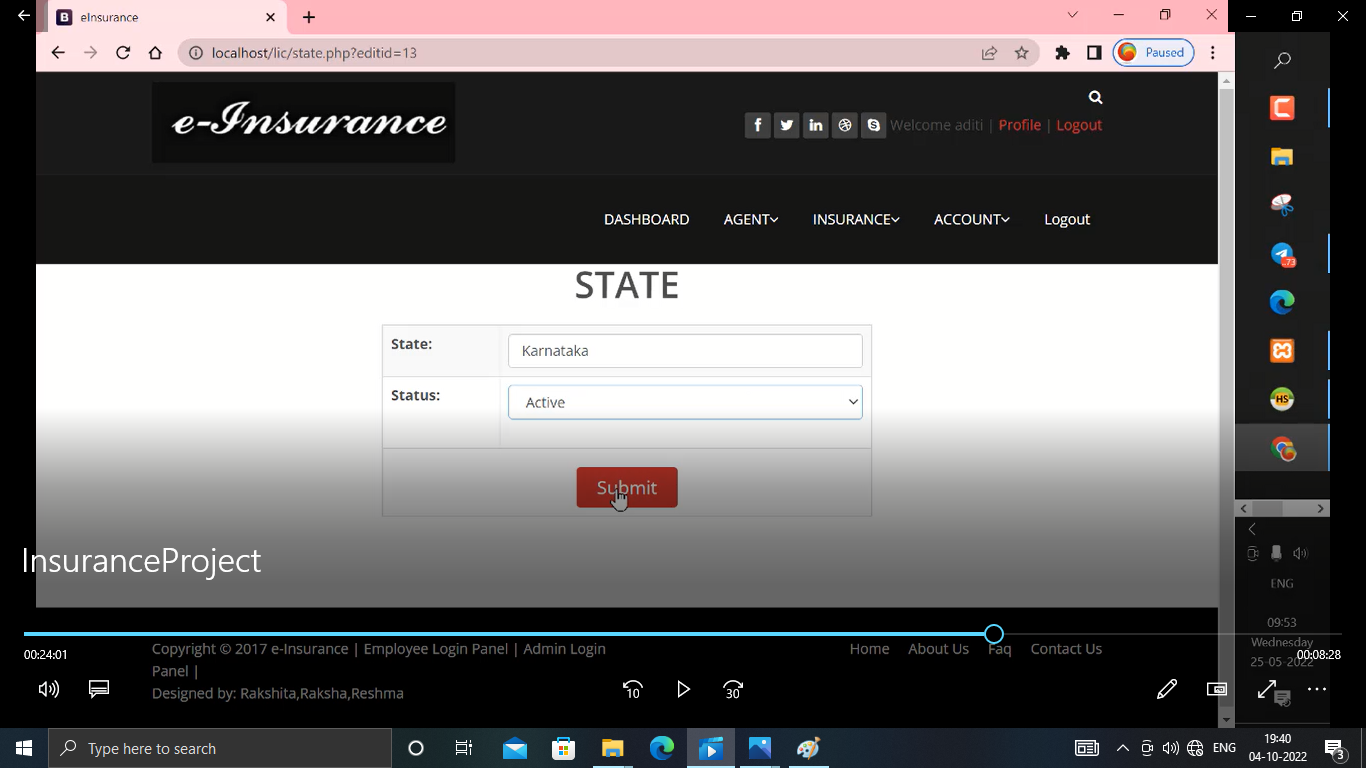 eInsurance
localhost/lic/state.php?editid=13
Paused
e-Insurance
Welcome aditi | Profile | Logout
DASHBOARD AGENT INSURANCE ACCOUNT Logout
STATE
State: Karnataka
Status: Active
Submit
InsuranceProject
73
HS
ENG
09:53
Wednesday
25-05-2022
00:24:01
00:08:28
Copyright © 2017 e-Insurance | Employee Login Panel | Admin Login
Panel |
Designed by: Rakshita,Raksha,Reshma
Home About Us Faq Contact Us
10
30
Type here to search
ENG
19:40
04-10-2022
3